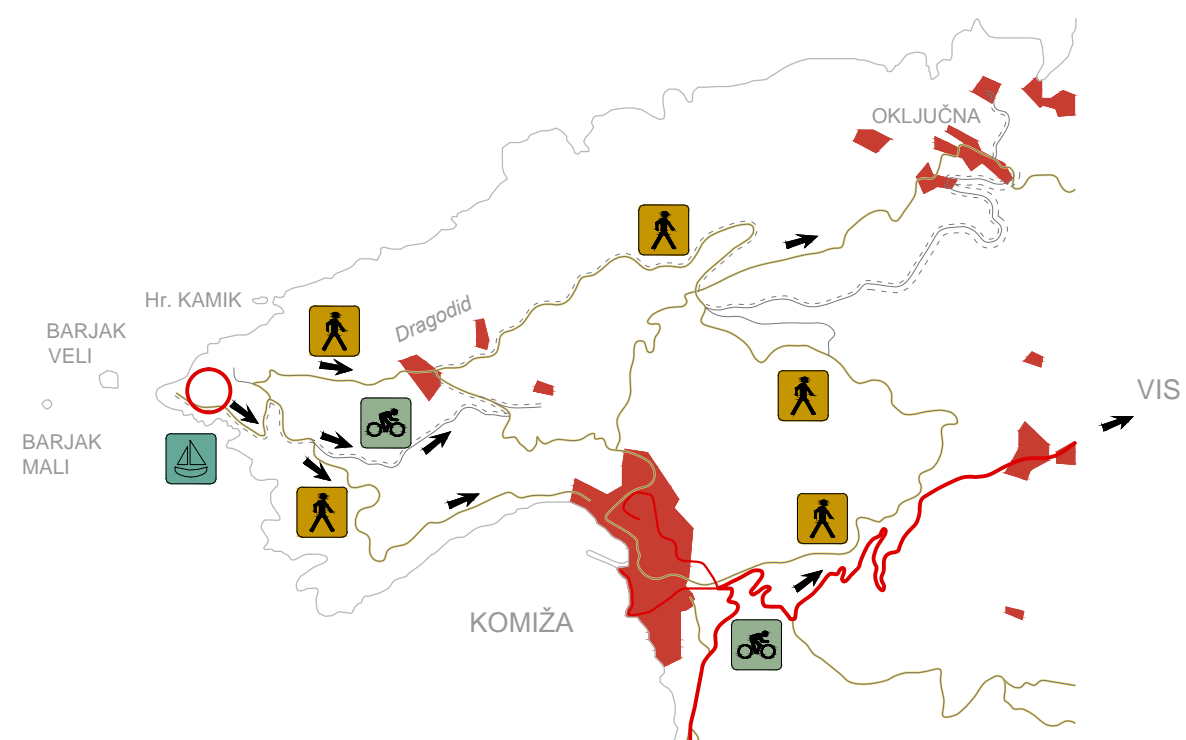 OKLJUČNA
Hr. KAMIK
Dragodid
BARJAK
VELI
VIS
BARJAK
MALI
KOMIŽA